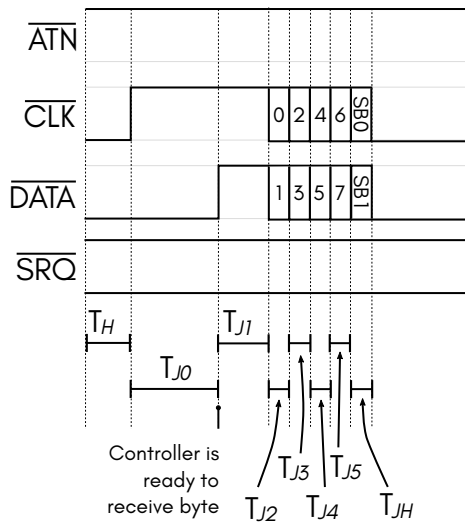 ATN
CLK
0 2 4 6 SB0
DATA
1 3 5 7 SB1
SRQ
TH TJ1
TJ0
Controller is
ready to
receive byte
TJ3 TJ5
TJ2 TJ4 TJH